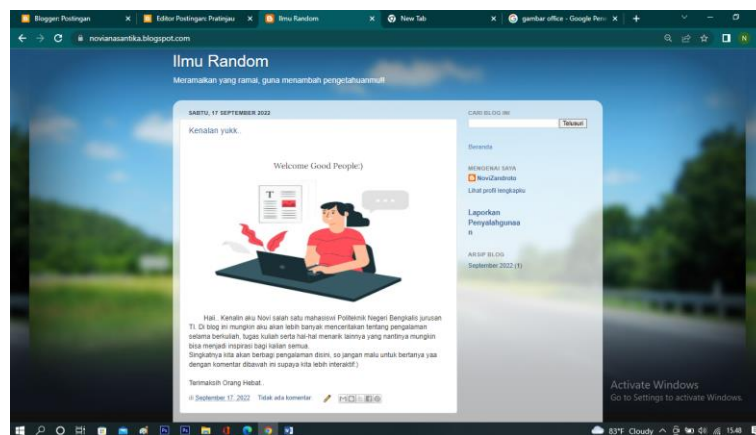 Blogger: Postingan
Editor Postingan: Pratinjau
Ilmu Random
New Tab
gambar office - Google Pen
novianasantika.blogspot.com
Ilmu Random
Meramaikan yang ramai, guna menambah pengetahuanmu!!
SABTU, 17 SEPTEMBER 2022
Kenalan yukk..
Welcome Good People:)
T
Haii.. Kenalin aku Novi salah satu mahasiswi Politeknik Negeri Bengkalis jurusan
TI. Di blog ini mungkin aku akan lebih banyak menceritakan tentang pengalaman
selama berkuliah, tugas kuliah serta hal-hal menarik lainnya yang nantinya mungkin
bisa menjadi inspirasi bagi kalian semua.
Singkatnya kita akan berbagi pengalaman disini, so jangan malu untuk bertanya yaa
dengan komentar dibawah ini supaya kita lebih interaktif:)
Terimaksih Orang Hebat..
di September 17, 2022 Tidak ada komentar:
CARI BLOG INI
Telusuri
Beranda
MENGENAI SAYA
NoviZandroto
Lihat profil lengkapku
Laporkan
Penyalahgunaa
n
ARSIP BLOG
September 2022 (1)
Activate Windows
Go to Settings to activate Windows.
83°F Cloudy
15.48